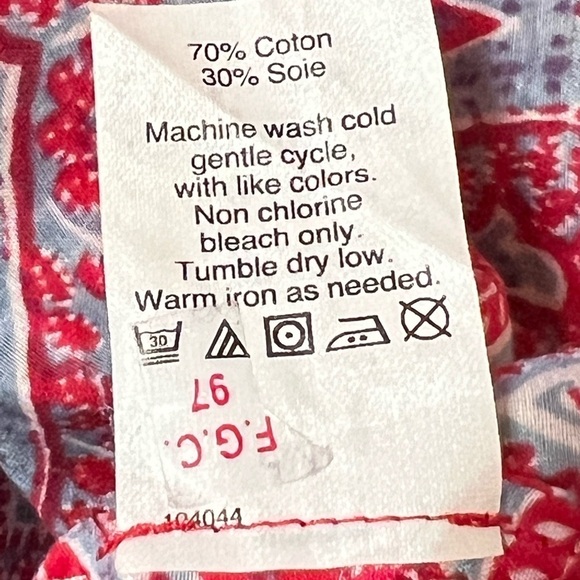 70% Coton
30% Soie
Machine wash cold
gentle cycle,
with like colors.
Non chlorine
bleach only.
Tumble dry low.
Warm iron as needed.
30
97
F.G.C.
104044